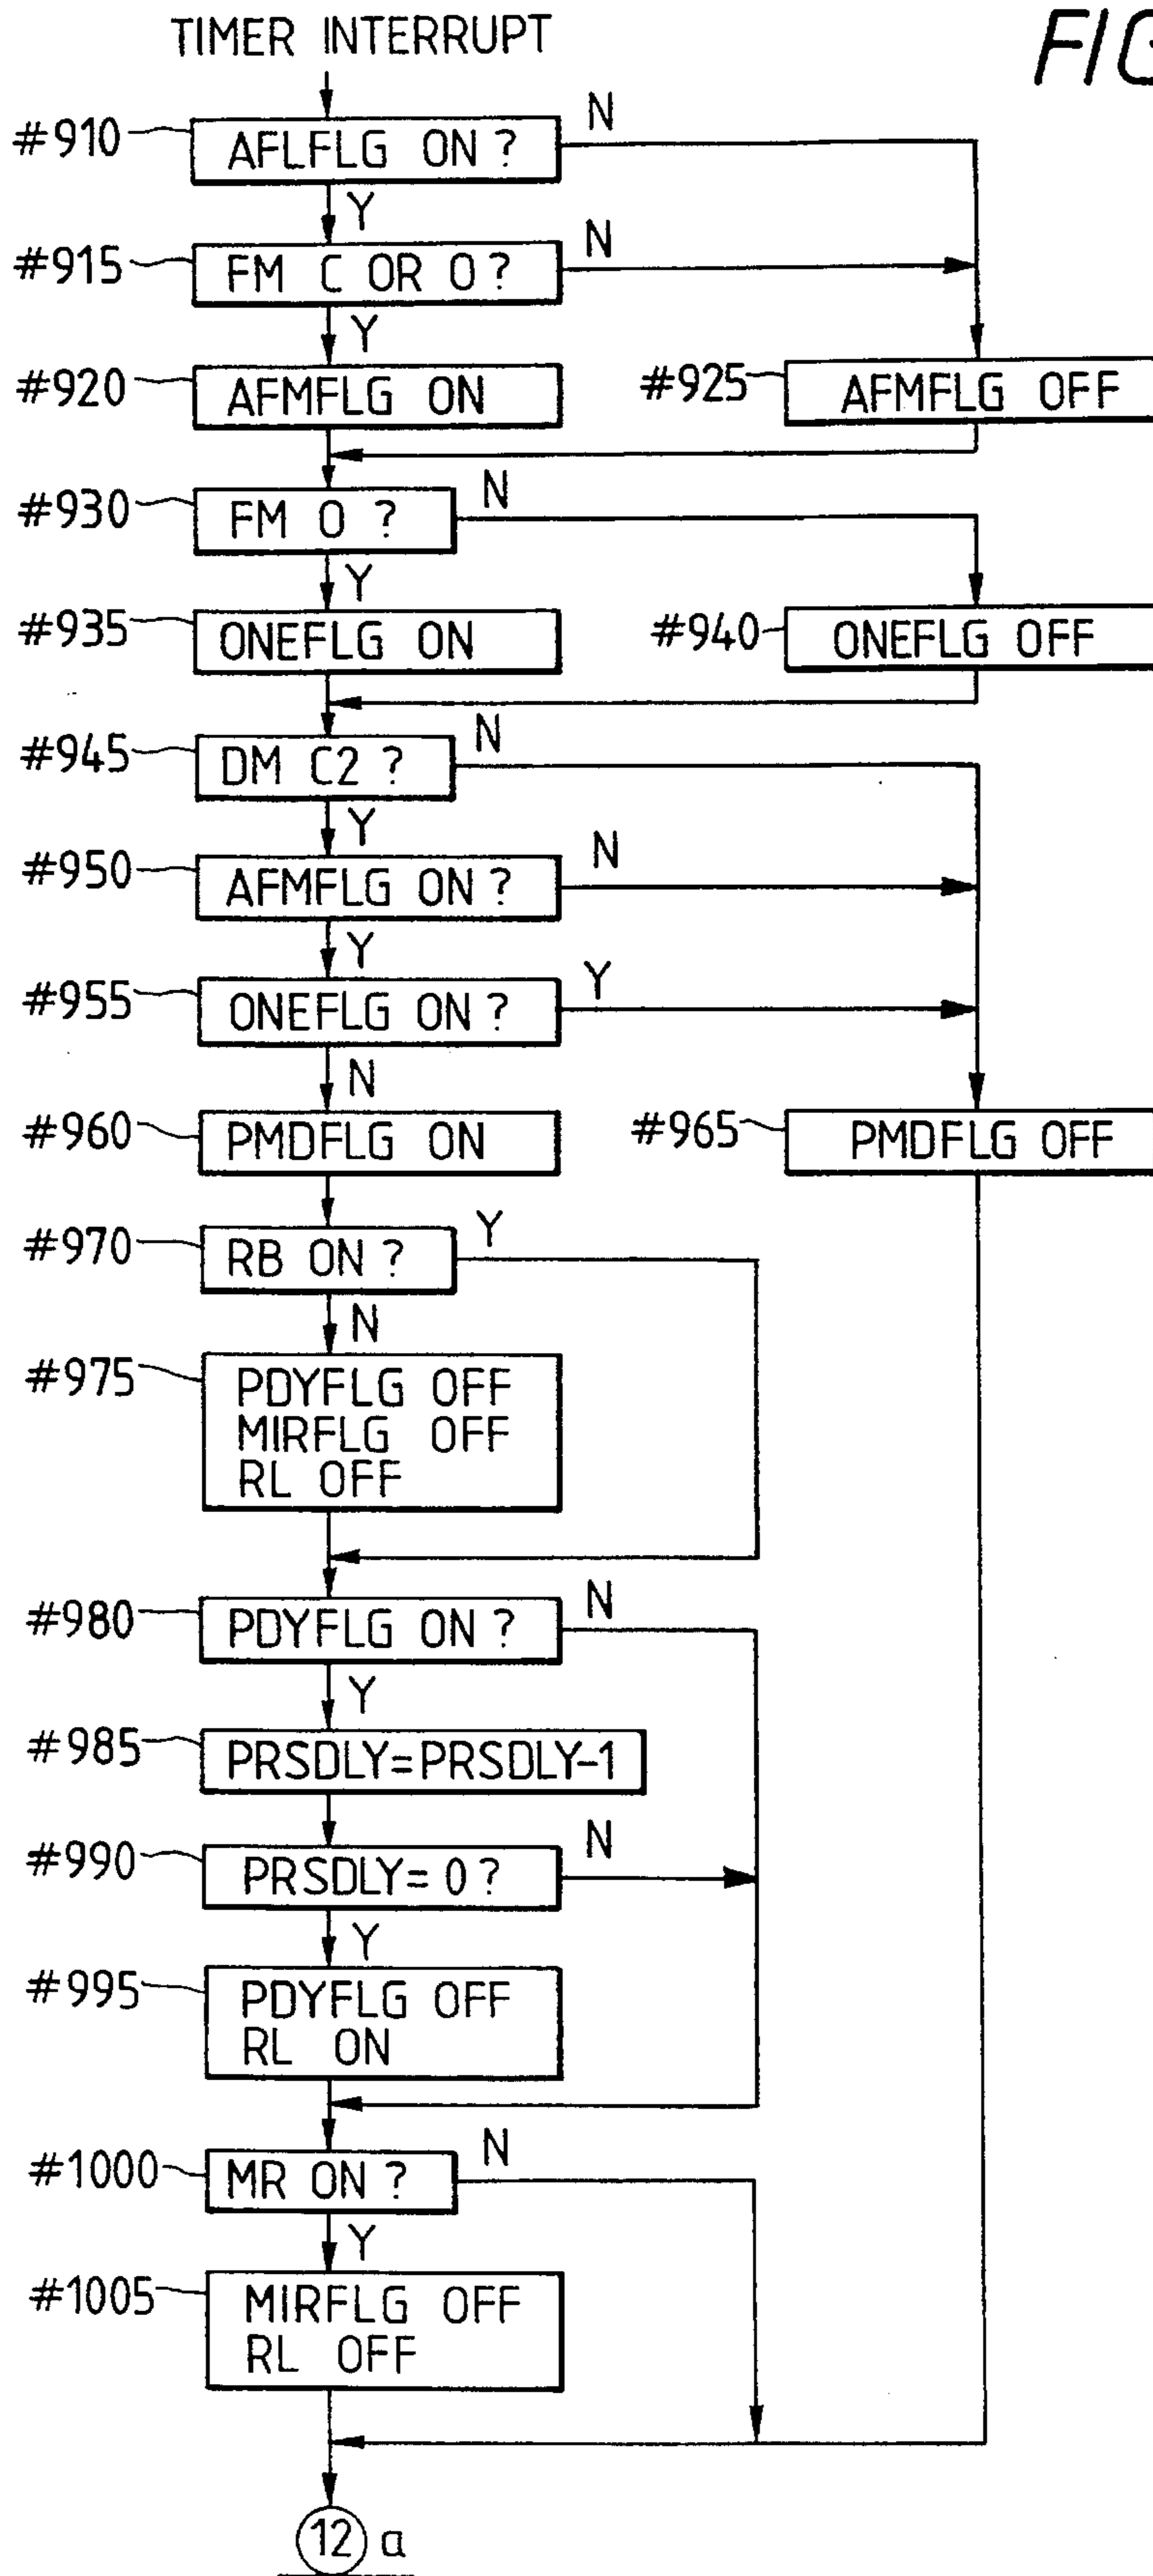 TIMER INTERRUPT
FIG
#910 AFLFLG ON ? N
Y
#915 FM C OR O ? N
Y
#920 AFMFLG ON
#925 AFMFLG OFF
#930 FM O ? N
Y
#935 ONEFLG ON
#940 ONEFLG OFF
#945 DM C2 ? N
Y
#950 AFMFLG ON ? N
Y
#955 ONEFLG ON ? Y
N
#960 PMDFLG ON
#965 PMDFLG OFF
#970 RB ON ? Y
N
#975 PDYFLG OFF
MIRFLG OFF
RL OFF
#980 PDYFLG ON ? N
Y
#985 PRSDLY=PRSDLY-1
#990 PRSDLY= 0 ? N
Y
#995 PDYFLG OFF
RL ON
#1000 MR ON ? N
Y
#1005 MIRFLG OFF
RL OFF
12 a